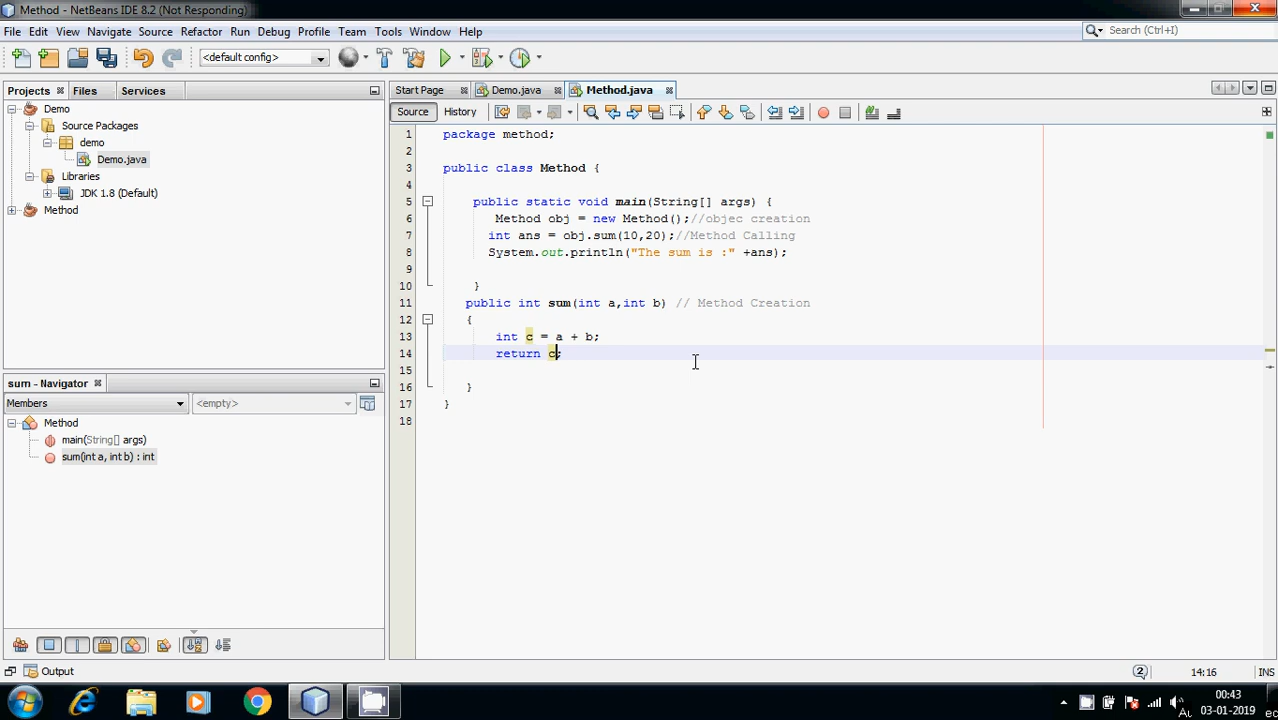 Method - NetBeans IDE 8.2 (Not Responding)
File Edit View Navigate Source Refactor Run Debug Profile Team Tools Window Help
Search (Ctrl+I)
<default config>
Projects Files Services
Demo
Source Packages
demo
Demo.java
Libraries
JDK 1.8 (Default)
Method
sum - Navigator
Members
<empty>
Method
main(String[] args)
sum(int a, int b) : int
Start Page Demo.java Method.java
Source History
1 package method;
2
3 public class Method {
4
5 public static void main(String[] args) {
6 Method obj = new Method();//objec creation
7 int ans = obj.sum(10,20);//Method Calling
8 System.out.println("The sum is :" +ans);
9
10 }
11 public int sum(int a,int b) // Method Creation
12 {
13 int c = a + b;
14 return c;
15
16 }
17 }
18
Output
2
14:16
INS
00:43
03-01-2019